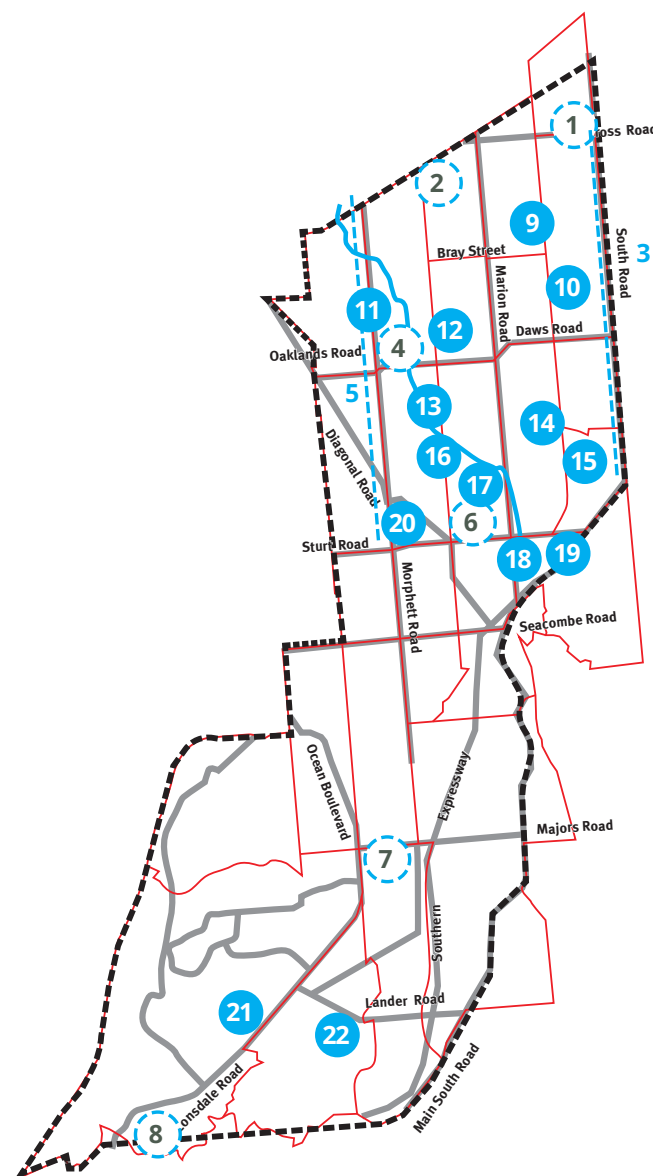 1
oss Road
2
9
Bray Street
South Road
3
Marion Road
10
11
12
Daws Road
4
Oaklands Road
5
13
14
Diagonal Road
16
15
17
6
20
Sturt Road
18
19
Morphett Road
Seacombe Road
Ocean Boulevard
Expressway
Majors Road
7
Southern
21
Lander Road
22
onsdale Road
Main South Road
8